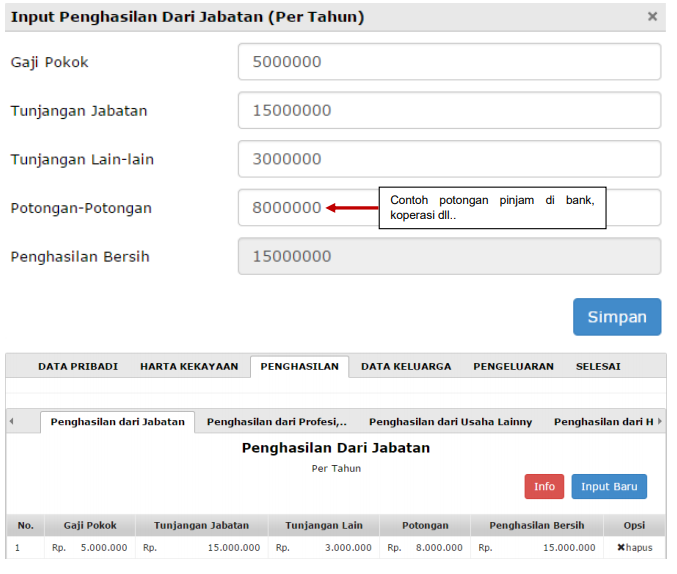 Input Penghasilan Dari Jabatan (Per Tahun) ×
Gaji Pokok 5000000
Tunjangan Jabatan 15000000
Tunjangan Lain-lain 3000000
Potongan-Potongan 8000000
Contoh potongan pinjam di bank,
koperasi dll..
Penghasilan Bersih 15000000
Simpan
DATA PRIBADI HARTA KEKAYAAN PENGHASILAN DATA KELUARGA PENGELUARAN SELESAI
Penghasilan dari Jabatan Penghasilan dari Profesi,.. Penghasilan dari Usaha Lainny Penghasilan dari H
Penghasilan Dari Jabatan
Per Tahun
Info Input Baru
No. Gaji Pokok Tunjangan Jabatan Tunjangan Lain Potongan Penghasilan Bersih Opsi
1 Rp. 5.000.000 Rp. 15.000.000 Rp. 3.000.000 Rp. 8.000.000 Rp. 15.000.000 ✖hapus